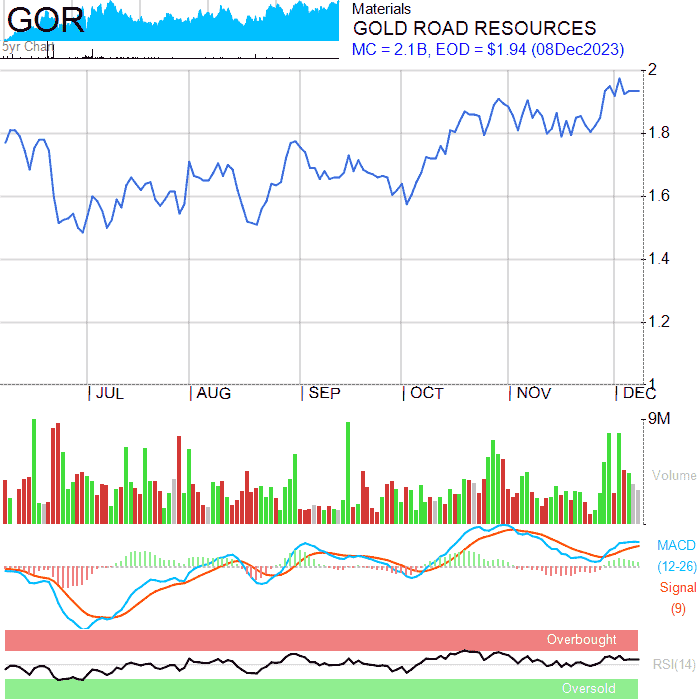 GOR
5yr Chart
Materials
GOLD ROAD RESOURCES
MC = 2.1B, EOD = $1.94 (08Dec2023)
2
1.8
1.6
1.4
1.2
1
JUL AUG SEP OCT NOV DEC
9M
Volume
MACD
(12-26)
Signal
(9)
Overbought
RSI(14)
Oversold